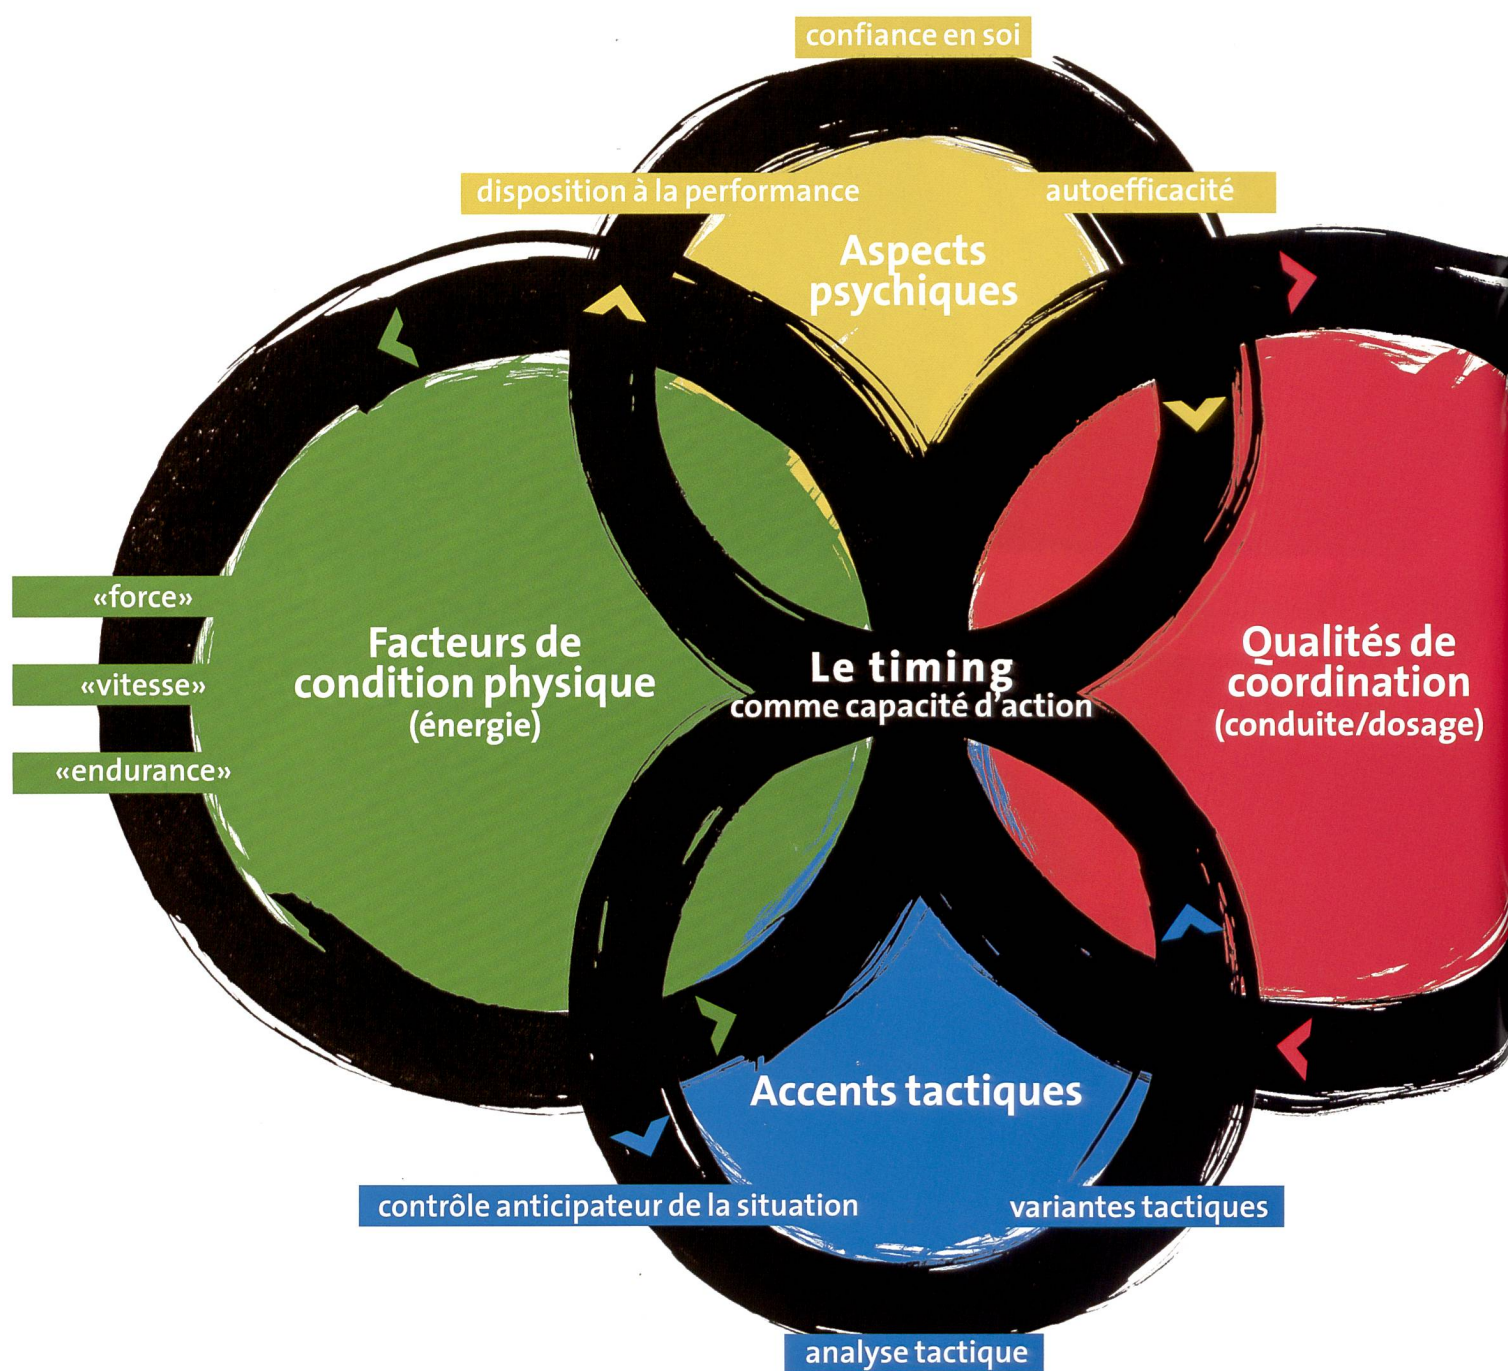 confiance en soi
disposition à la performance
autoefficacité
Aspects
psychiques
«force»
«vitesse»
«endurance»
Facteurs de
condition physique
(énergie)
Le timing
comme capacité d'action
Qualités de
coordination
(conduite/dosage)
Accents tactiques
contrôle anticipateur de la situation
variantes tactiques
analyse tactique